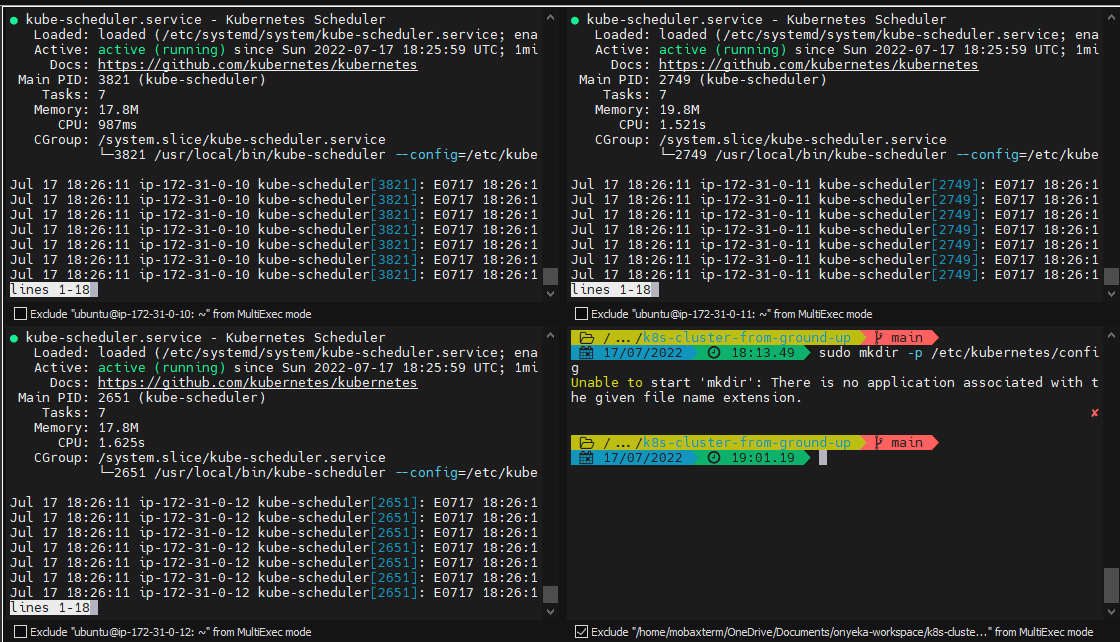 ● kube-scheduler.service - Kubernetes Scheduler
Loaded: loaded (/etc/systemd/system/kube-scheduler.service; ena
Active: active (running) since Sun 2022-07-17 18:25:59 UTC; 1mi
Docs: https://github.com/kubernetes/kubernetes
Main PID: 3821 (kube-scheduler)
Tasks: 7
Memory: 17.8M
CPU: 987ms
CGroup: /system.slice/kube-scheduler.service
└─3821 /usr/local/bin/kube-scheduler --config=/etc/kube
Jul 17 18:26:11 ip-172-31-0-10 kube-scheduler[3821]: E0717 18:26:1
Jul 17 18:26:11 ip-172-31-0-10 kube-scheduler[3821]: E0717 18:26:1
Jul 17 18:26:11 ip-172-31-0-10 kube-scheduler[3821]: E0717 18:26:1
Jul 17 18:26:11 ip-172-31-0-10 kube-scheduler[3821]: E0717 18:26:1
Jul 17 18:26:11 ip-172-31-0-10 kube-scheduler[3821]: E0717 18:26:1
Jul 17 18:26:11 ip-172-31-0-10 kube-scheduler[3821]: E0717 18:26:1
Jul 17 18:26:11 ip-172-31-0-10 kube-scheduler[3821]: E0717 18:26:1
lines 1-18
Exclude "ubuntu@ip-172-31-0-10: ~" from MultiExec mode
● kube-scheduler.service - Kubernetes Scheduler
Loaded: loaded (/etc/systemd/system/kube-scheduler.service; ena
Active: active (running) since Sun 2022-07-17 18:25:59 UTC; 1mi
Docs: https://github.com/kubernetes/kubernetes
Main PID: 2749 (kube-scheduler)
Tasks: 7
Memory: 19.8M
CPU: 1.521s
CGroup: /system.slice/kube-scheduler.service
└─2749 /usr/local/bin/kube-scheduler --config=/etc/kube
Jul 17 18:26:11 ip-172-31-0-11 kube-scheduler[2749]: E0717 18:26:1
Jul 17 18:26:11 ip-172-31-0-11 kube-scheduler[2749]: E0717 18:26:1
Jul 17 18:26:11 ip-172-31-0-11 kube-scheduler[2749]: E0717 18:26:1
Jul 17 18:26:11 ip-172-31-0-11 kube-scheduler[2749]: E0717 18:26:1
Jul 17 18:26:11 ip-172-31-0-11 kube-scheduler[2749]: E0717 18:26:1
Jul 17 18:26:11 ip-172-31-0-11 kube-scheduler[2749]: E0717 18:26:1
Jul 17 18:26:11 ip-172-31-0-11 kube-scheduler[2749]: E0717 18:26:1
lines 1-18
Exclude "ubuntu@ip-172-31-0-11: ~" from MultiExec mode
● kube-scheduler.service - Kubernetes Scheduler
Loaded: loaded (/etc/systemd/system/kube-scheduler.service; ena
Active: active (running) since Sun 2022-07-17 18:25:59 UTC; 1mi
Docs: https://github.com/kubernetes/kubernetes
Main PID: 2651 (kube-scheduler)
Tasks: 7
Memory: 17.8M
CPU: 1.625s
CGroup: /system.slice/kube-scheduler.service
└─2651 /usr/local/bin/kube-scheduler --config=/etc/kube
Jul 17 18:26:11 ip-172-31-0-12 kube-scheduler[2651]: E0717 18:26:1
Jul 17 18:26:11 ip-172-31-0-12 kube-scheduler[2651]: E0717 18:26:1
Jul 17 18:26:11 ip-172-31-0-12 kube-scheduler[2651]: E0717 18:26:1
Jul 17 18:26:11 ip-172-31-0-12 kube-scheduler[2651]: E0717 18:26:1
Jul 17 18:26:11 ip-172-31-0-12 kube-scheduler[2651]: E0717 18:26:1
Jul 17 18:26:11 ip-172-31-0-12 kube-scheduler[2651]: E0717 18:26:1
Jul 17 18:26:11 ip-172-31-0-12 kube-scheduler[2651]: E0717 18:26:1
lines 1-18
Exclude "ubuntu@ip-172-31-0-12: ~" from MultiExec mode
/ ... /k8s-cluster-from-ground-up main
17/07/2022 18:13.49 sudo mkdir -p /etc/kubernetes/confi
g
Unable to start 'mkdir': There is no application associated with t
he given file name extension.
✘
/ ... /k8s-cluster-from-ground-up main
17/07/2022 19:01.19
Exclude "/home/mobaxterm/OneDrive/Documents/onyeka-workspace/k8s-cluste..." from MultiExec mode